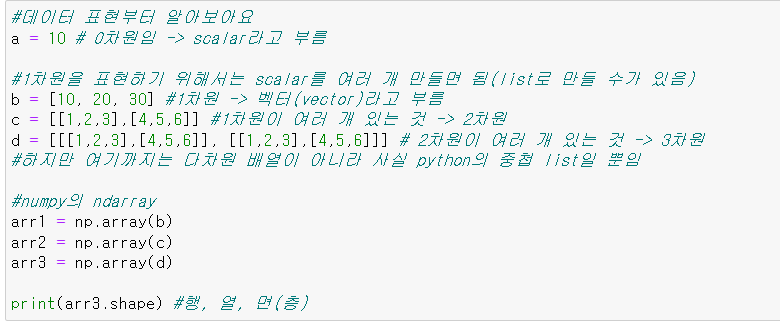 #데이터 표현부터 알아보아요
a = 10 # 0차원임 -> scalar라고 부름
#1차원을 표현하기 위해서는 scalar를 여러 개 만들면 됨(list로 만들 수가 있음)
b = [10, 20, 30] #1차원 -> 벡터(vector)라고 부름
c = [[1,2,3],[4,5,6]] #1차원이 여러 개 있는 것 -> 2차원
d = [[[1,2,3],[4,5,6]], [[1,2,3],[4,5,6]]] # 2차원이 여러 개 있는 것 -> 3차원
#하지만 여기까지는 다차원 배열이 아니라 사실 python의 중첩 list일 뿐임
#numpy의 ndarray
arr1 = np.array(b)
arr2 = np.array(c)
arr3 = np.array(d)
print(arr3.shape) #행, 열, 면(층)